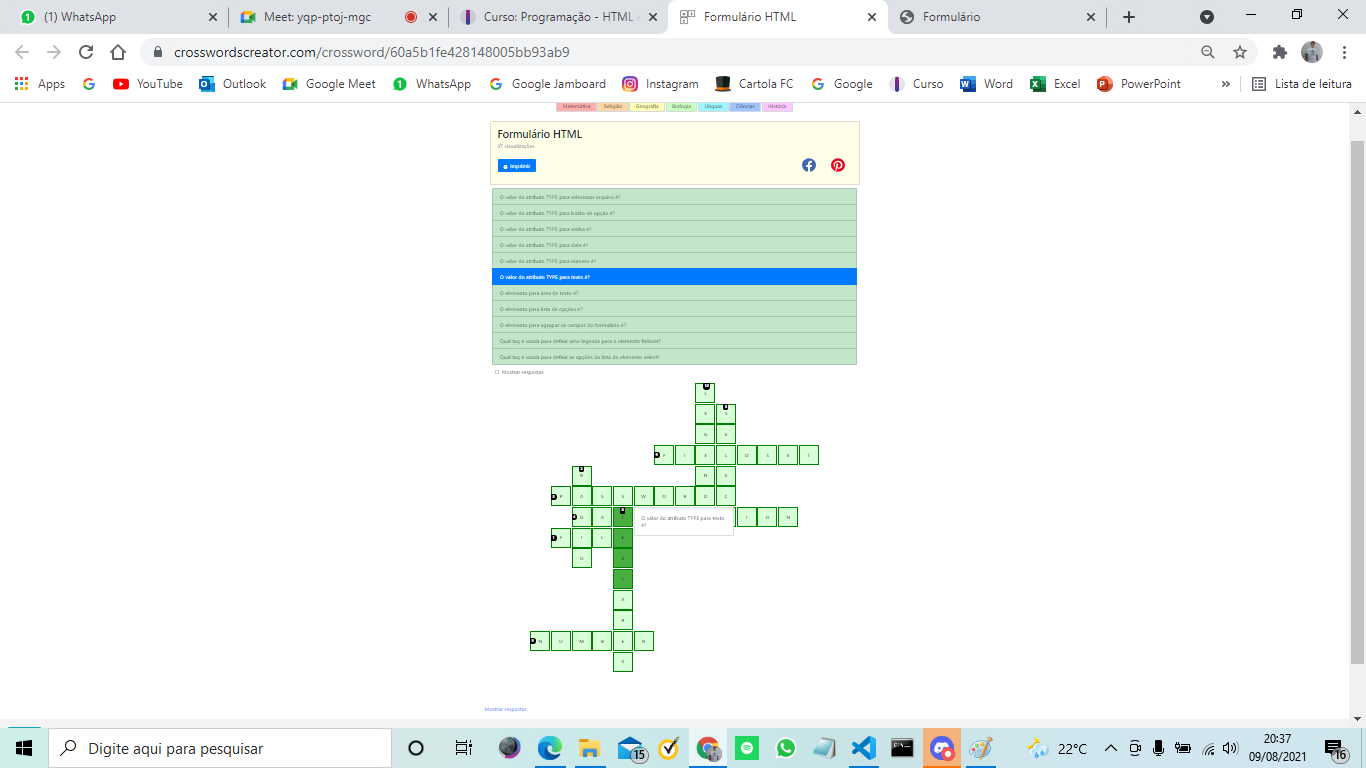 (1) WhatsApp
Meet: yqp-ptoj-mgc
Curso: Programação - HTML e
Formulário HTML
Formulário
crosswordscreator.com/crossword/60a5b1fe428148005bb93ab9
Apps
YouTube
Outlook
Google Meet
WhatsApp
Google Jamboard
Instagram
Cartola FC
Google
Curso
Word
Excel
PowerPoint
»
Lista de leitura
Matemática Religião Geografia Biologia Línguas Ciências História
Formulário HTML
37 visualizações
Imprimir
O valor do atributo TYPE para selecionar arquivo é?
O valor do atributo TYPE para botão de opção é?
O valor do atributo TYPE para senha é?
O valor do atributo TYPE para data é?
O valor do atributo TYPE para número é?
O valor do atributo TYPE para texto é?
O elemento para área de texto é?
O elemento para lista de opções é?
O elemento para agrupar os campos do formulário é?
Qual tag é usada para definir uma legenda para o elemento fieldset?
Qual tag é usada para definir as opções da lista do elemento select?
Mostrar respostas
L
E S
G E
F I E L D S E T
R N E
P A S S W O R D C
D A T I O N
O valor do atributo TYPE para texto é?
F I L E
O X
T
A
R
N U M B E R
A
Mostrar respostas
Digite aqui para pesquisar
15
22°C
20:37
09/08/2021
16